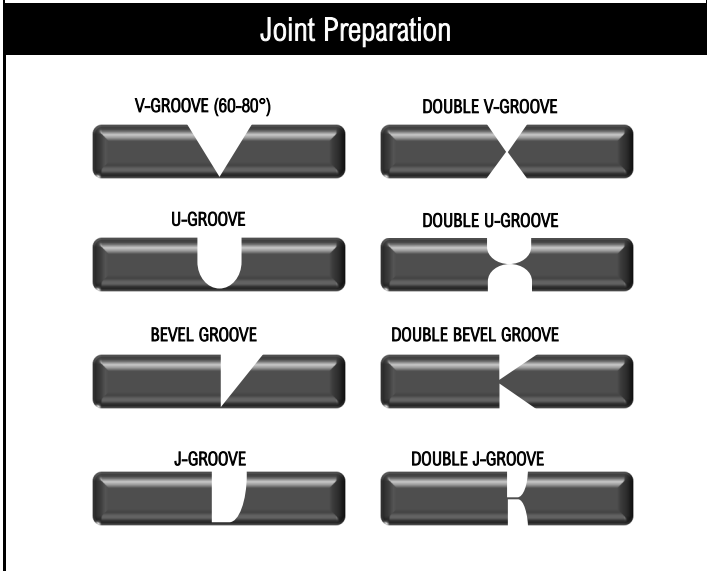 Joint Preparation
V-GROOVE (60-80°)
DOUBLE V-GROOVE
U-GROOVE
DOUBLE U-GROOVE
BEVEL GROOVE
DOUBLE BEVEL GROOVE
J-GROOVE
DOUBLE J-GROOVE